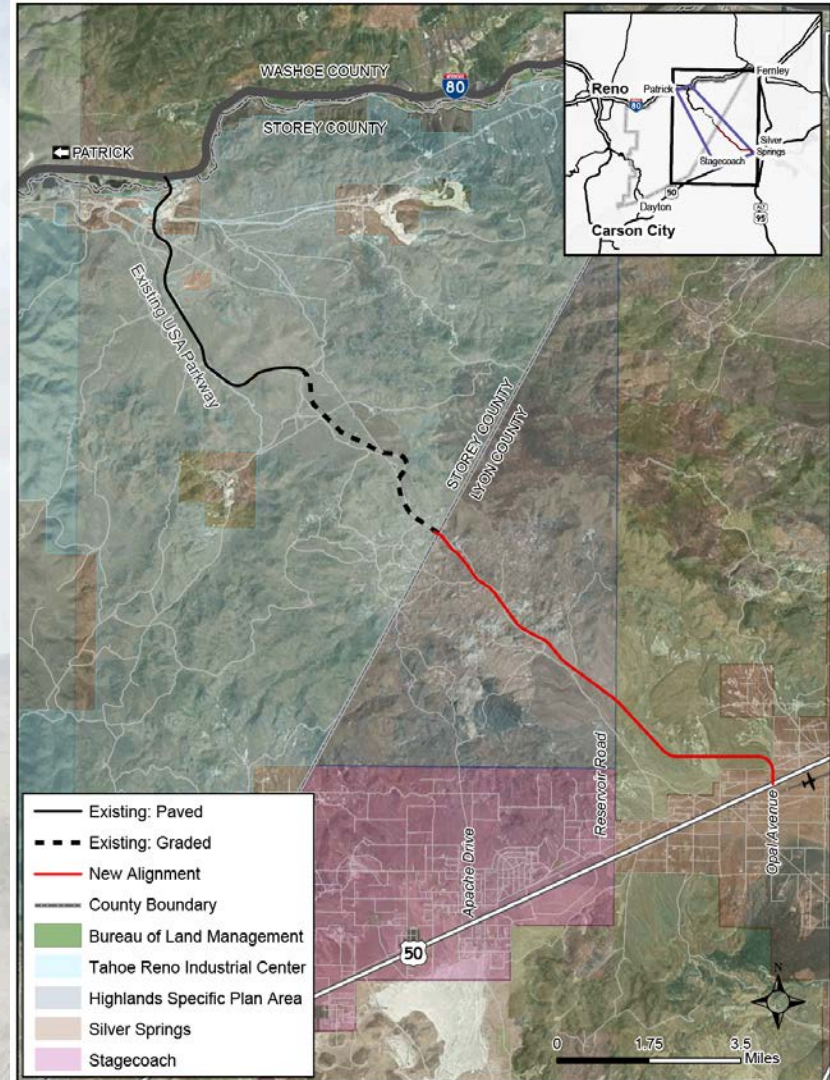 WASHOE COUNTY
80
STOREY COUNTY
PATRICK
Existing USA Parkway
STOREY COUNTY
LYON COUNTY
Reservoir Road
Apache Drive
Opal Avenue
50
N
0 1.75 3.5
Miles
Reno
80
Patrick
Fernley
Silver
Springs
Stagecoach
50
Dayton
Carson City
95
Existing: Paved
Existing: Graded
New Alignment
County Boundary
Bureau of Land Management
Tahoe Reno Industrial Center
Highlands Specific Plan Area
Silver Springs
Stagecoach